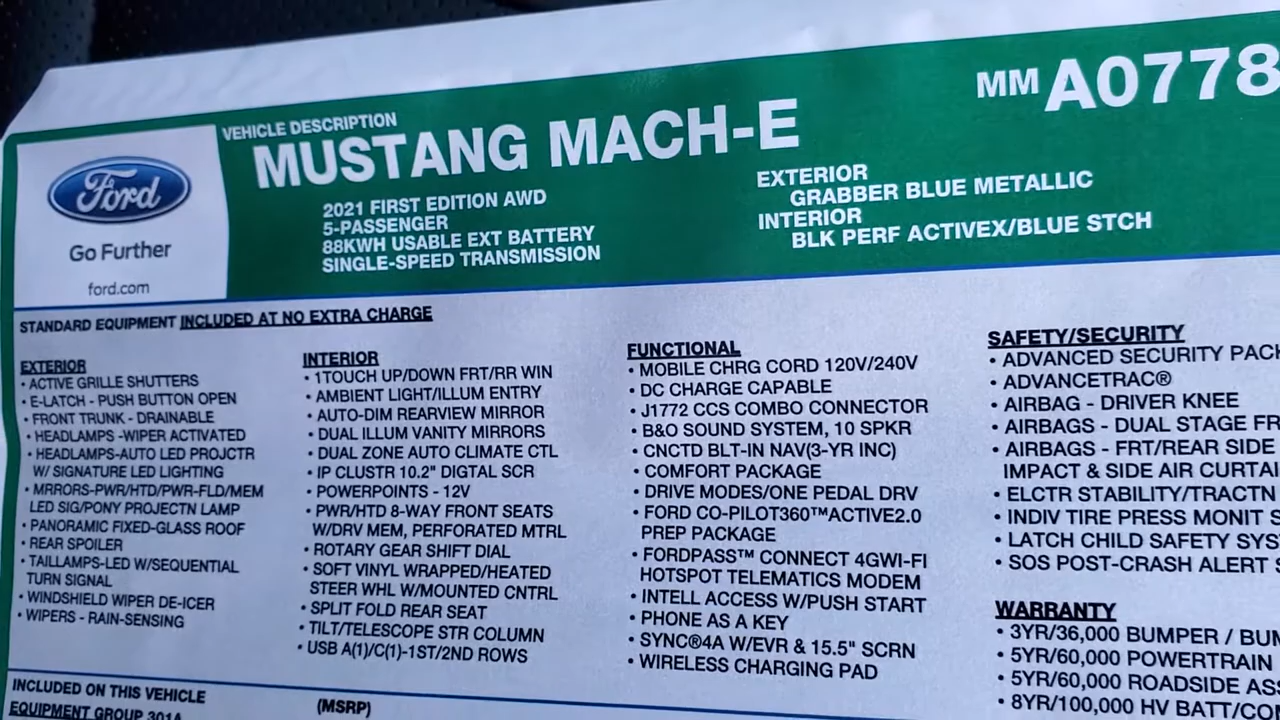 MM A0778
VEHICLE DESCRIPTION
MUSTANG MACH-E
Ford
Go Further
ford.com
2021 FIRST EDITION AWD
5-PASSENGER
88KWH USABLE EXT BATTERY
SINGLE-SPEED TRANSMISSION
EXTERIOR
GRABBER BLUE METALLIC
INTERIOR
BLK PERF ACTIVEX/BLUE STCH
STANDARD EQUIPMENT INCLUDED AT NO EXTRA CHARGE
EXTERIOR
• ACTIVE GRILLE SHUTTERS
• E-LATCH - PUSH BUTTON OPEN
• FRONT TRUNK - DRAINABLE
• HEADLAMPS -WIPER ACTIVATED
• HEADLAMPS-AUTO LED PROJCTR
W/ SIGNATURE LED LIGHTING
• MRRORS-PWR/HTD/PWR-FLD/MEM
LED SIG/PONY PROJECTN LAMP
• PANORAMIC FIXED-GLASS ROOF
• REAR SPOILER
• TAILLAMPS-LED W/SEQUENTIAL
TURN SIGNAL
• WINDSHIELD WIPER DE-ICER
• WIPERS - RAIN-SENSING
INTERIOR
• 1TOUCH UP/DOWN FRT/RR WIN
• AMBIENT LIGHT/ILLUM ENTRY
• AUTO-DIM REARVIEW MIRROR
• DUAL ILLUM VANITY MIRRORS
• DUAL ZONE AUTO CLIMATE CTL
• IP CLUSTR 10.2" DIGTAL SCR
• POWERPOINTS - 12V
• PWR/HTD 8-WAY FRONT SEATS
W/DRV MEM, PERFORATED MTRL
• ROTARY GEAR SHIFT DIAL
• SOFT VINYL WRAPPED/HEATED
STEER WHL W/MOUNTED CNTRL
• SPLIT FOLD REAR SEAT
• TILT/TELESCOPE STR COLUMN
• USB A(1)/C(1)-1ST/2ND ROWS
FUNCTIONAL
• MOBILE CHRG CORD 120V/240V
• DC CHARGE CAPABLE
• J1772 CCS COMBO CONNECTOR
• B&O SOUND SYSTEM, 10 SPKR
• CNCTD BLT-IN NAV(3-YR INC)
• COMFORT PACKAGE
• DRIVE MODES/ONE PEDAL DRV
• FORD CO-PILOT360™ACTIVE2.0
PREP PACKAGE
• FORDPASS™ CONNECT 4GWI-FI
HOTSPOT TELEMATICS MODEM
• INTELL ACCESS W/PUSH START
• PHONE AS A KEY
• SYNC®4A W/EVR & 15.5" SCRN
• WIRELESS CHARGING PAD
SAFETY/SECURITY
• ADVANCED SECURITY PACK
• ADVANCETRAC®
• AIRBAG - DRIVER KNEE
• AIRBAGS - DUAL STAGE FR
• AIRBAGS - FRT/REAR SIDE
IMPACT & SIDE AIR CURTAI
• ELCTR STABILITY/TRACTN
• INDIV TIRE PRESS MONIT S
• LATCH CHILD SAFETY SYS
• SOS POST-CRASH ALERT S
WARRANTY
• 3YR/36,000 BUMPER / BUM
• 5YR/60,000 POWERTRAIN
• 5YR/60,000 ROADSIDE ASS
• 8YR/100,000 HV BATT/COM
INCLUDED ON THIS VEHICLE
(MSRP)
EQUIPMENT GROUP 301A